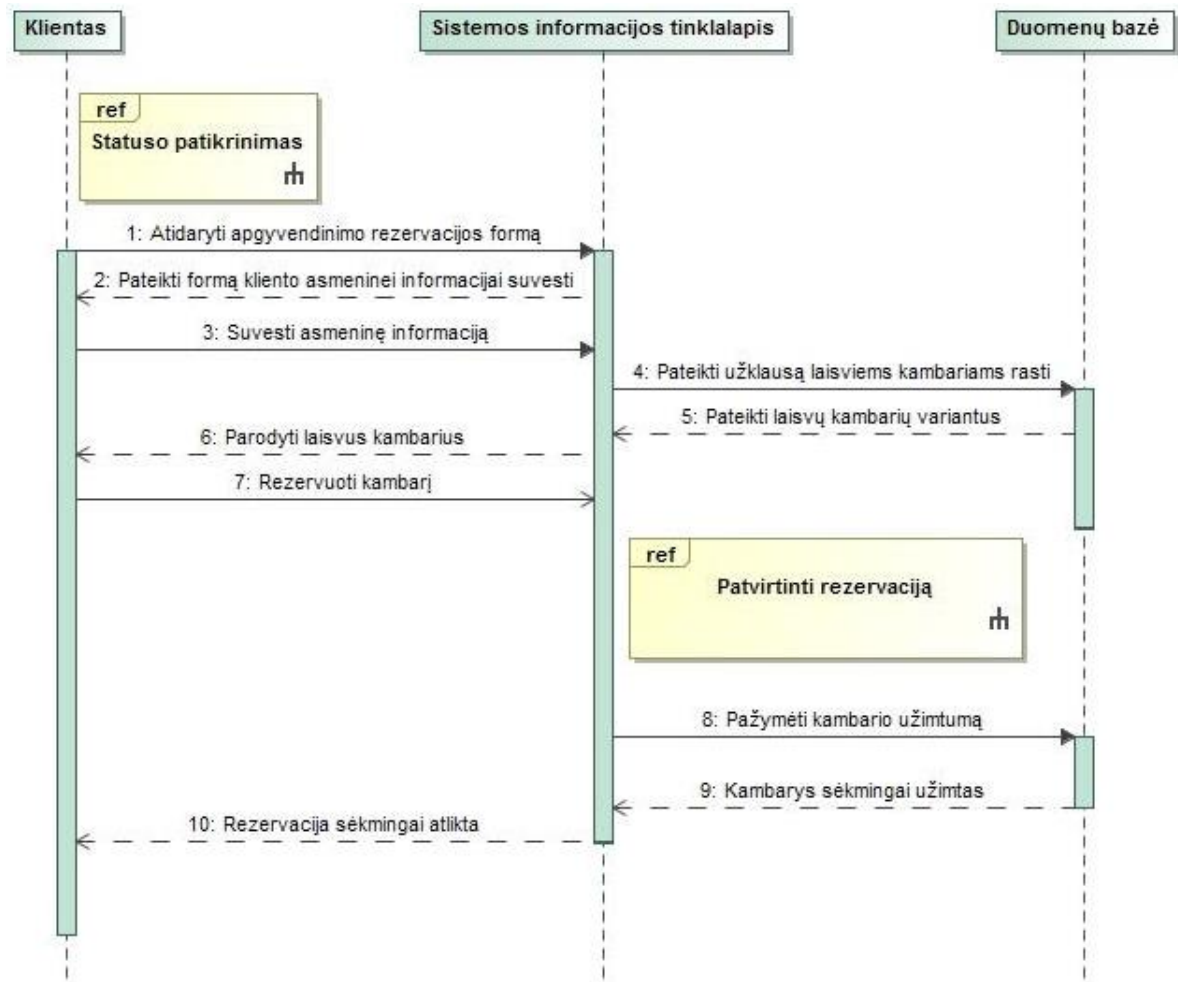 Klientas
Sistemos informacijos tinklalapis
Duomenų bazė
ref
Statuso patikrinimas
1: Atidaryti apgyvendinimo rezervacijos formą
2: Pateikti formą kliento asmeninei informacijai suvesti
3: Suvesti asmeninę informaciją
4: Pateikti užklausą laisviems kambariams rasti
5: Pateikti laisvų kambarių variantus
6: Parodyti laisvus kambarius
7: Rezervuoti kambarį
ref
Patvirtinti rezervaciją
8: Pažymėti kambario užimtumą
9: Kambarys sėkmingai užimtas
10: Rezervacija sėkmingai atlikta